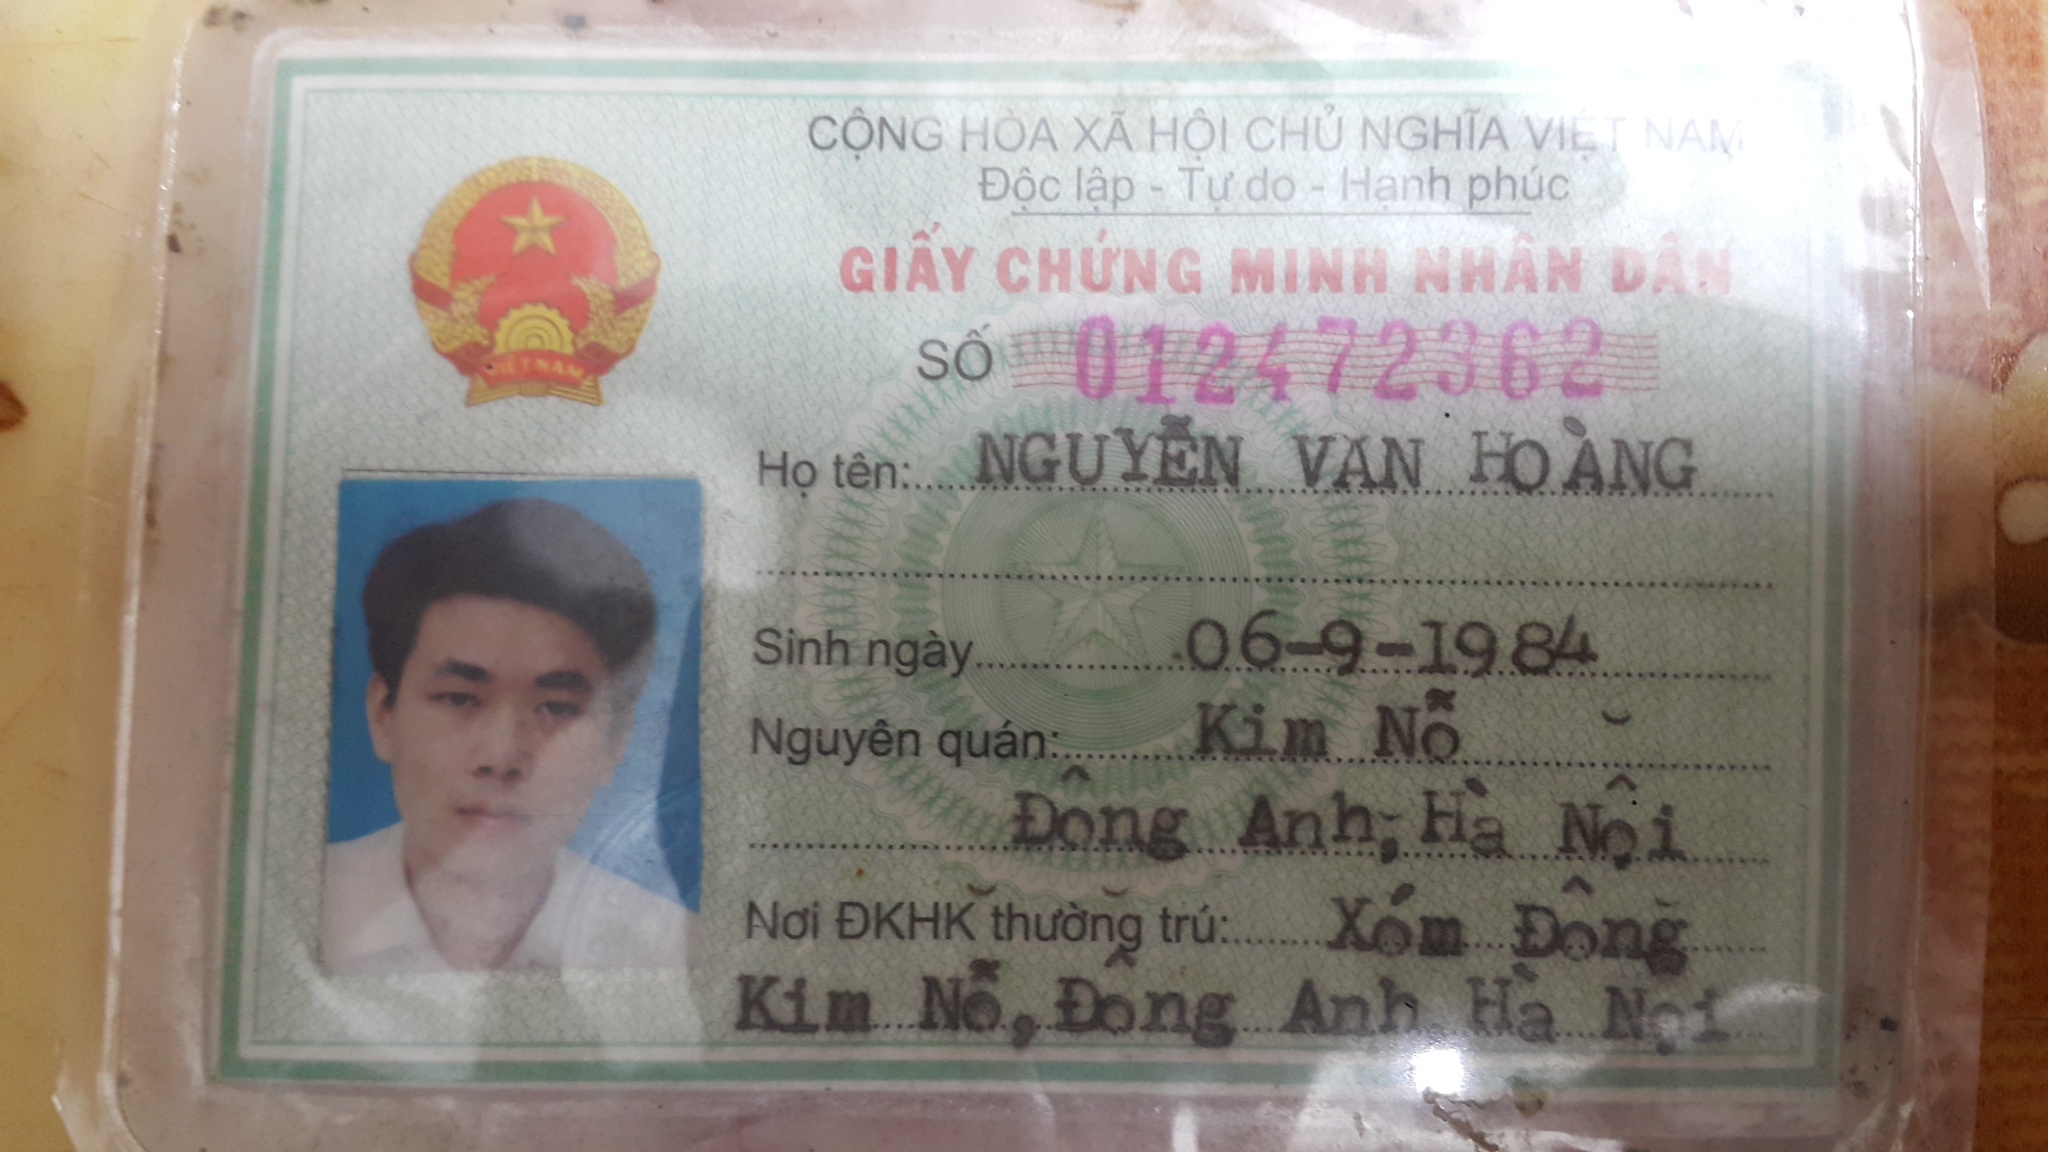 CỘNG HÒA XÃ HỘI CHỦ NGHĨA VIỆT NAM
Độc lập - Tự do - Hạnh phúc
GIẤY CHỨNG MINH NHÂN DÂN
SỐ 012472362
VIỆT NAM
Họ tên: NGUYỄN VAN HOÀNG
Sinh ngày 06-9-1984
Nguyên quán: Kim Nỗ
Đông Anh, Hà Nội
Nơi ĐKHK thường trú: Xóm Đông
Kim Nỗ, Đông Anh Hà Nội